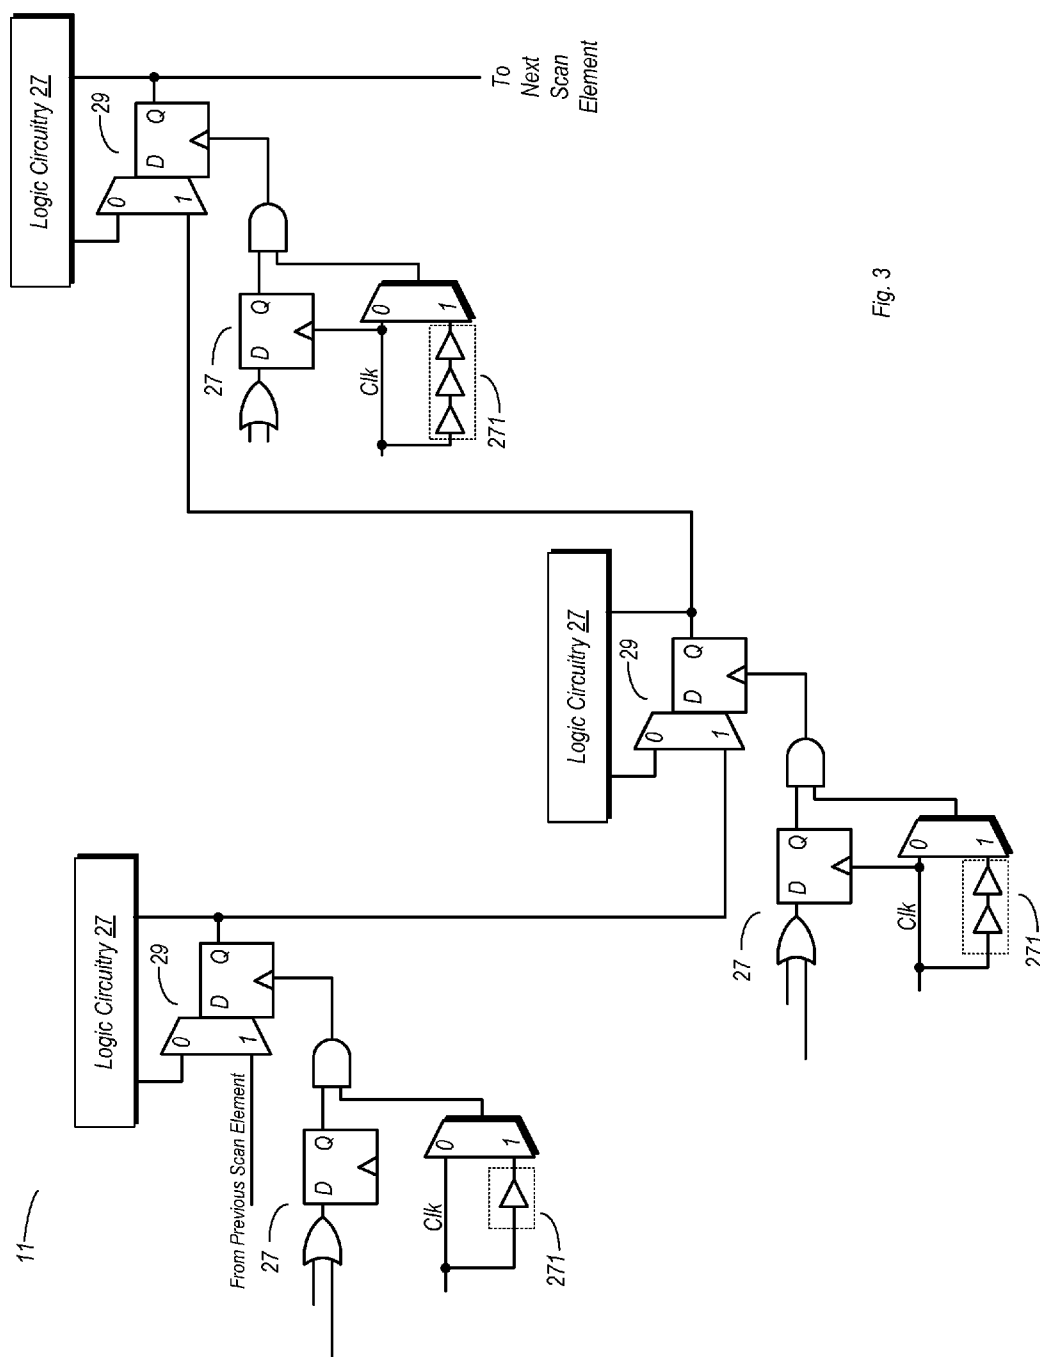 11
Logic Circuitry 27
29
0
1
D
Q
From Previous Scan Element
27
D
Q
Clk
0
1
271
Logic Circuitry 27
29
0
1
D
Q
27
D
Q
Clk
0
1
271
Logic Circuitry 27
29
0
1
D
Q
27
D
Q
Clk
0
1
271
To
Next
Scan
Element
Fig. 3